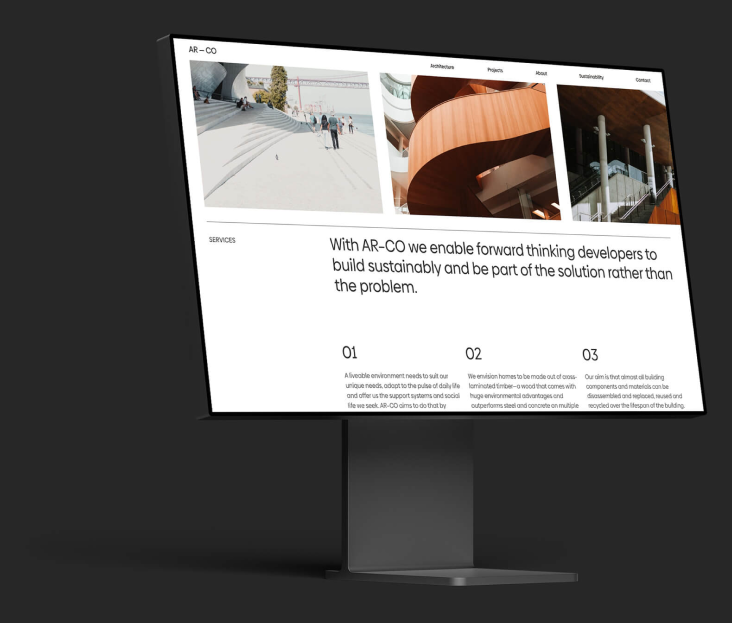 AR – CO
Architecture
Projects
About
Sustainability
Contact
SERVICES
With AR-CO we enable forward thinking developers to
build sustainably and be part of the solution rather than
the problem.
01
A liveable environment needs to suit our
unique needs, adapt to the pulse of daily life
and offer us the support systems and social
life we seek. AR-CO aims to do that by
02
We envision homes to be made out of cross-
laminated timber—a wood that comes with
huge environmental advantages and
outperforms steel and concrete on multiple
03
Our aim is that almost all building
components and materials can be
disassembled and replaced, reused and
recycled over the lifespan of the building.